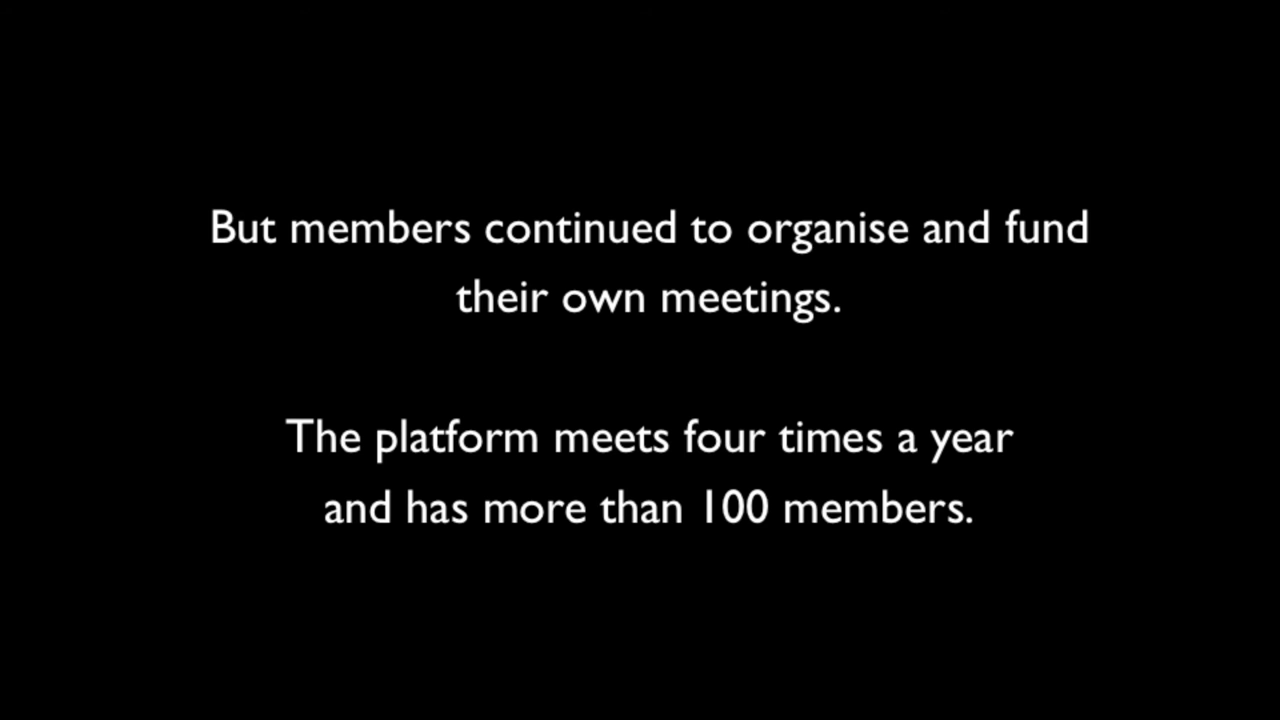 But members continued to organise and fund
their own meetings.
The platform meets four times a year
and has more than 100 members.